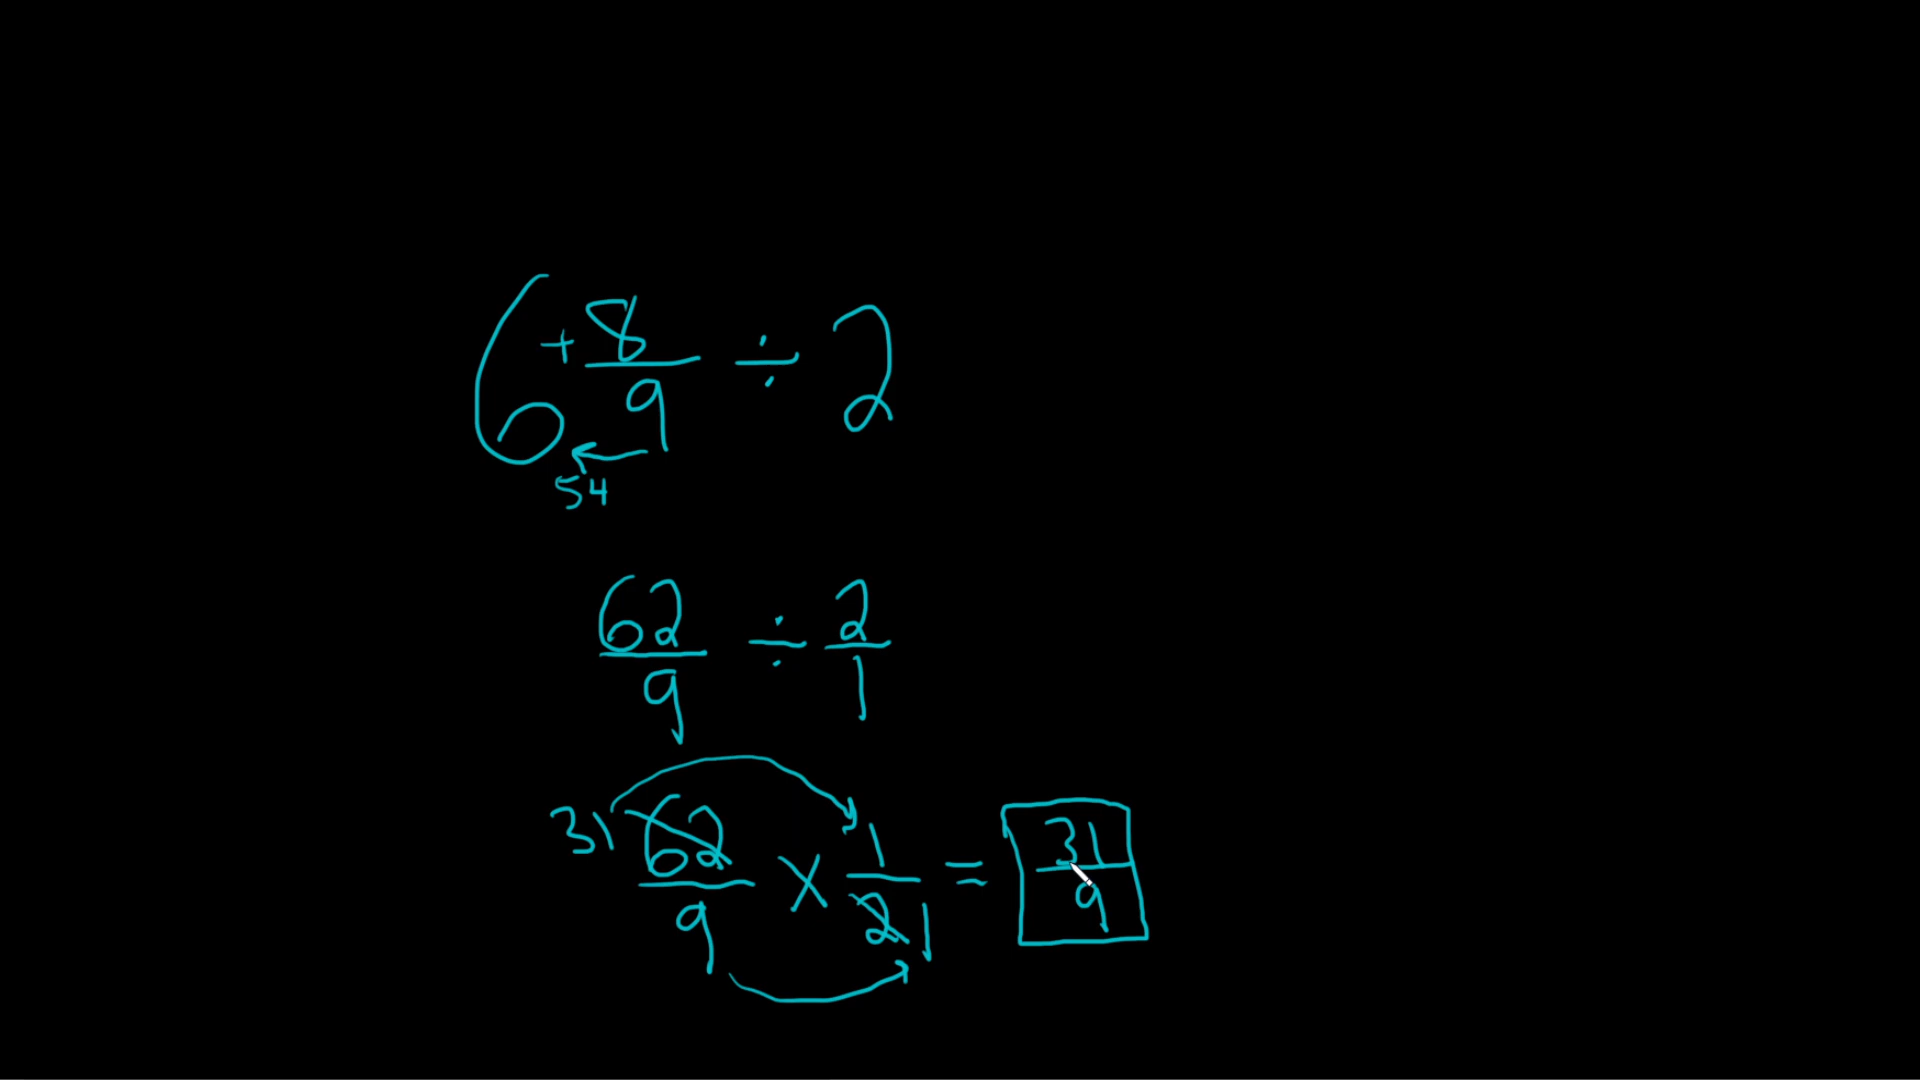 6 + 8/9 ÷ 2
54
62/9 ÷ 2/1
31 62/9 × 1/2 1 = 31/9